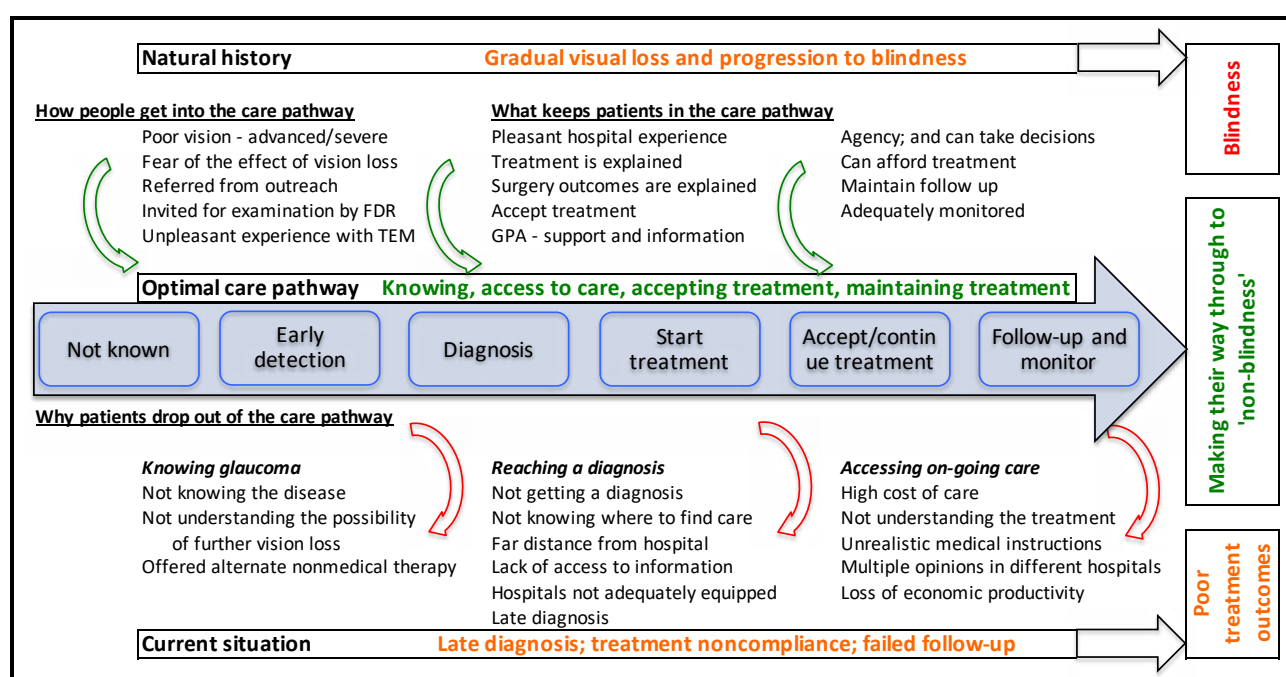 Natural history Gradual visual loss and progression to blindness
Blindness
How people get into the care pathway
Poor vision - advanced/severe
Fear of the effect of vision loss
Referred from outreach
Invited for examination by FDR
Unpleasant experience with TEM
What keeps patients in the care pathway
Pleasant hospital experience
Treatment is explained
Surgery outcomes are explained
Accept treatment
GPA - support and information
Agency; and can take decisions
Can afford treatment
Maintain follow up
Adequately monitored
Optimal care pathway Knowing, access to care, accepting treatment, maintaining treatment
Not known
Early
detection
Diagnosis
Start
treatment
Accept/contin
ue treatment
Follow-up and
monitor
Making their way through to
'non-blindness'
Why patients drop out of the care pathway
Knowing glaucoma
Not knowing the disease
Not understanding the possibility
of further vision loss
Offered alternate nonmedical therapy
Reaching a diagnosis
Not getting a diagnosis
Not knowing where to find care
Far distance from hospital
Lack of access to information
Hospitals not adequately equipped
Late diagnosis
Accessing on-going care
High cost of care
Not understanding the treatment
Unrealistic medical instructions
Multiple opinions in different hospitals
Loss of economic productivity
Current situation Late diagnosis; treatment noncompliance; failed follow-up
Poor
treatment
outcomes